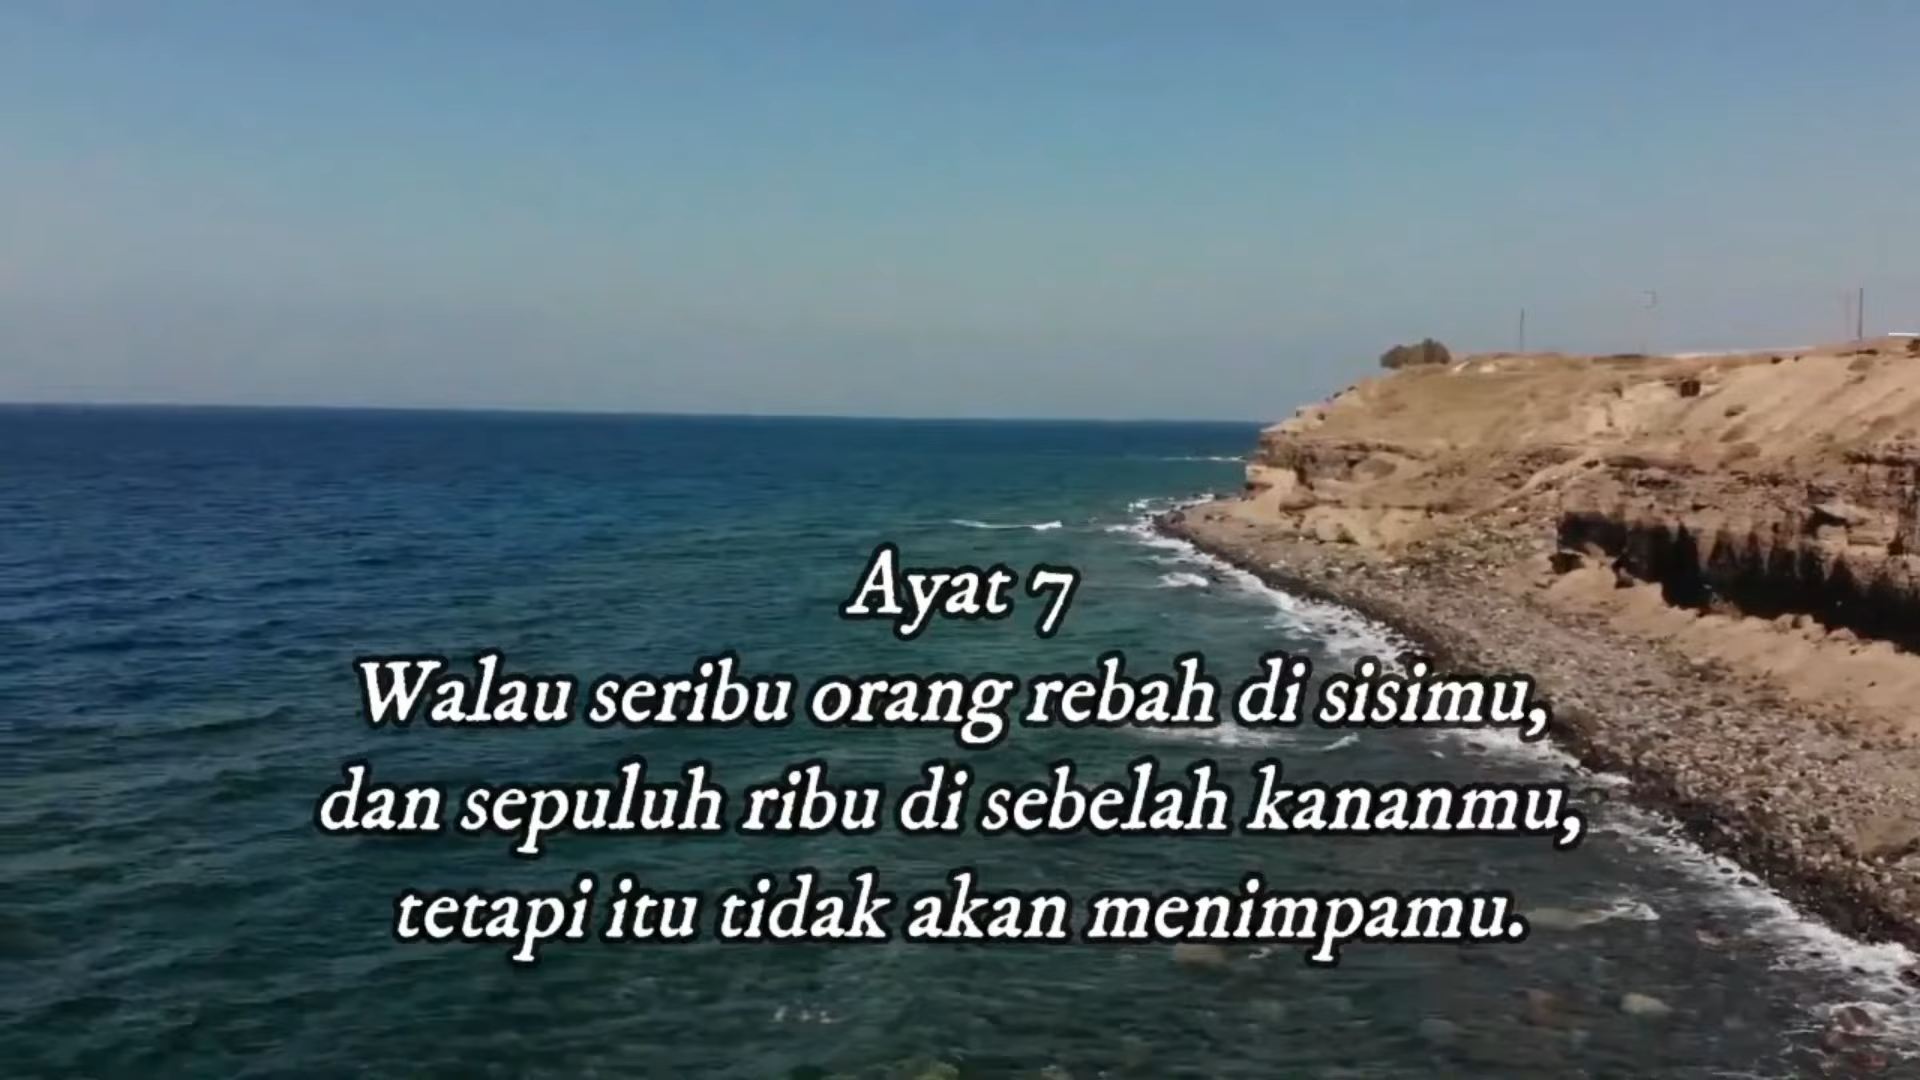 Ayat 7
Walau seribu orang rebah di sisimu,
dan sepuluh ribu di sebelah kananmu,
tetapi itu tidak akan menimpamu.